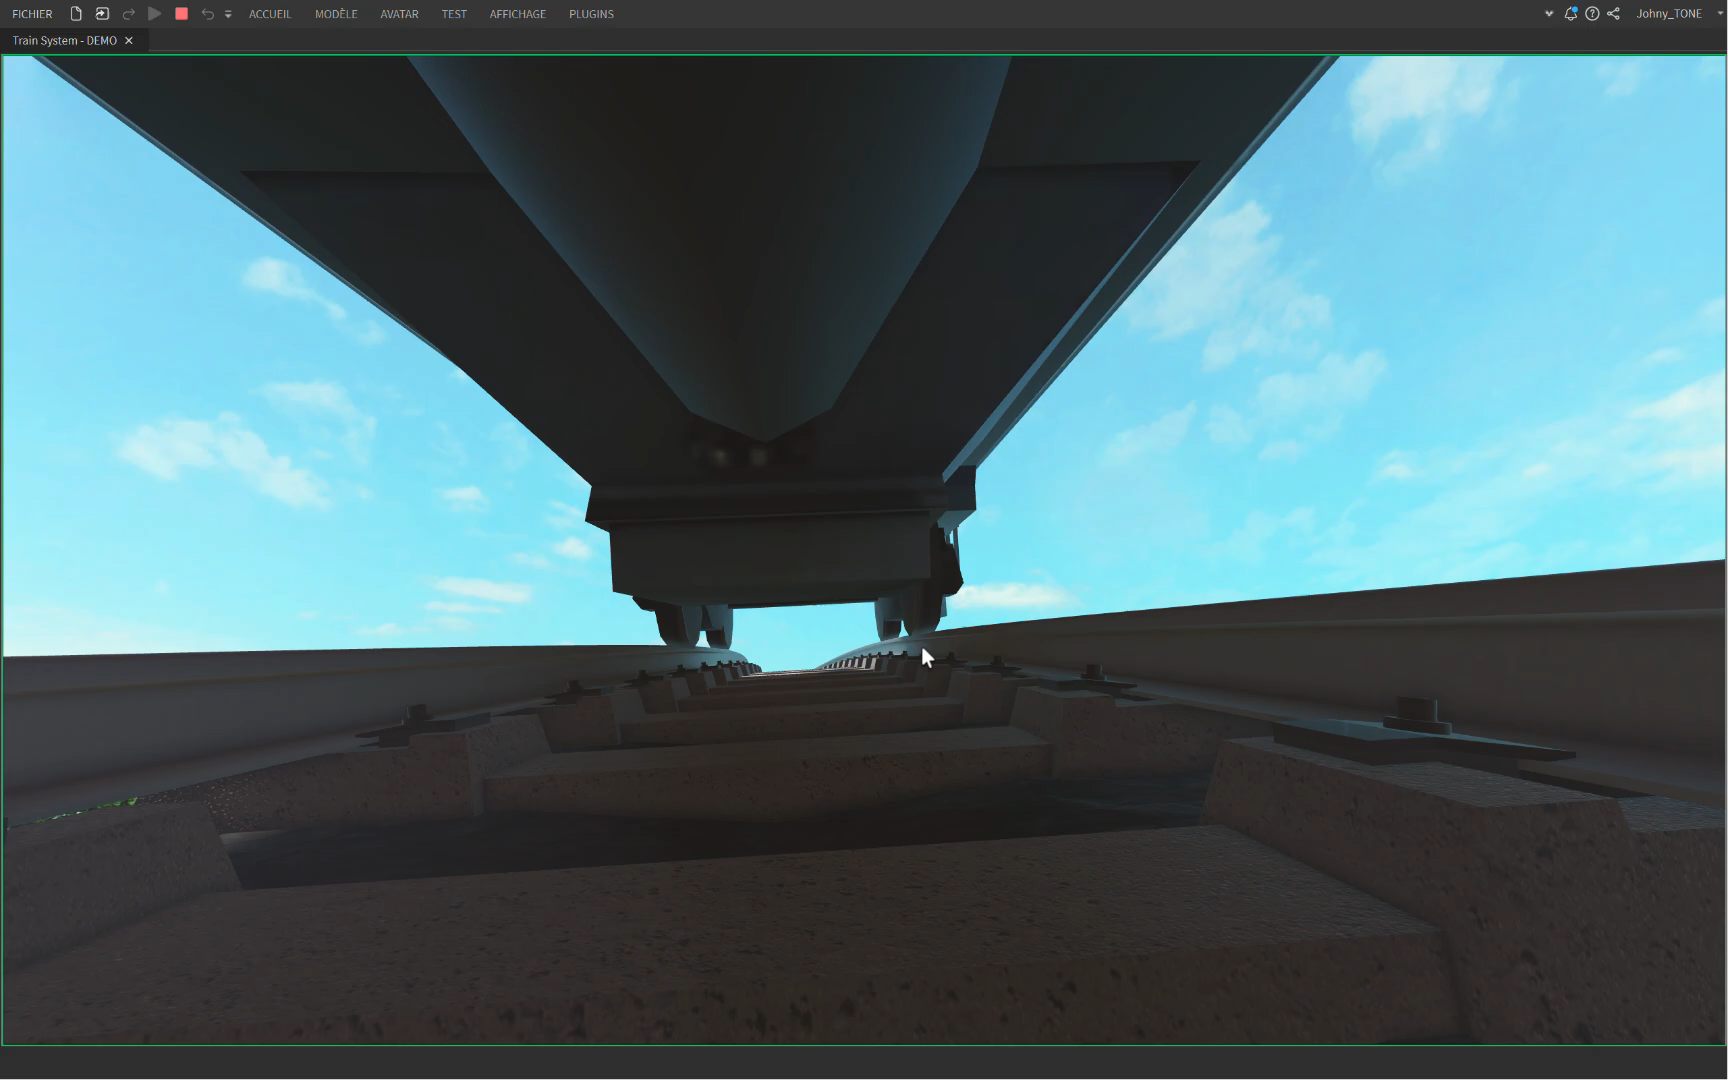 FICHIER ACCUEIL MODÈLE AVATAR TEST AFFICHAGE PLUGINS Johny_TONE
Train System - DEMO